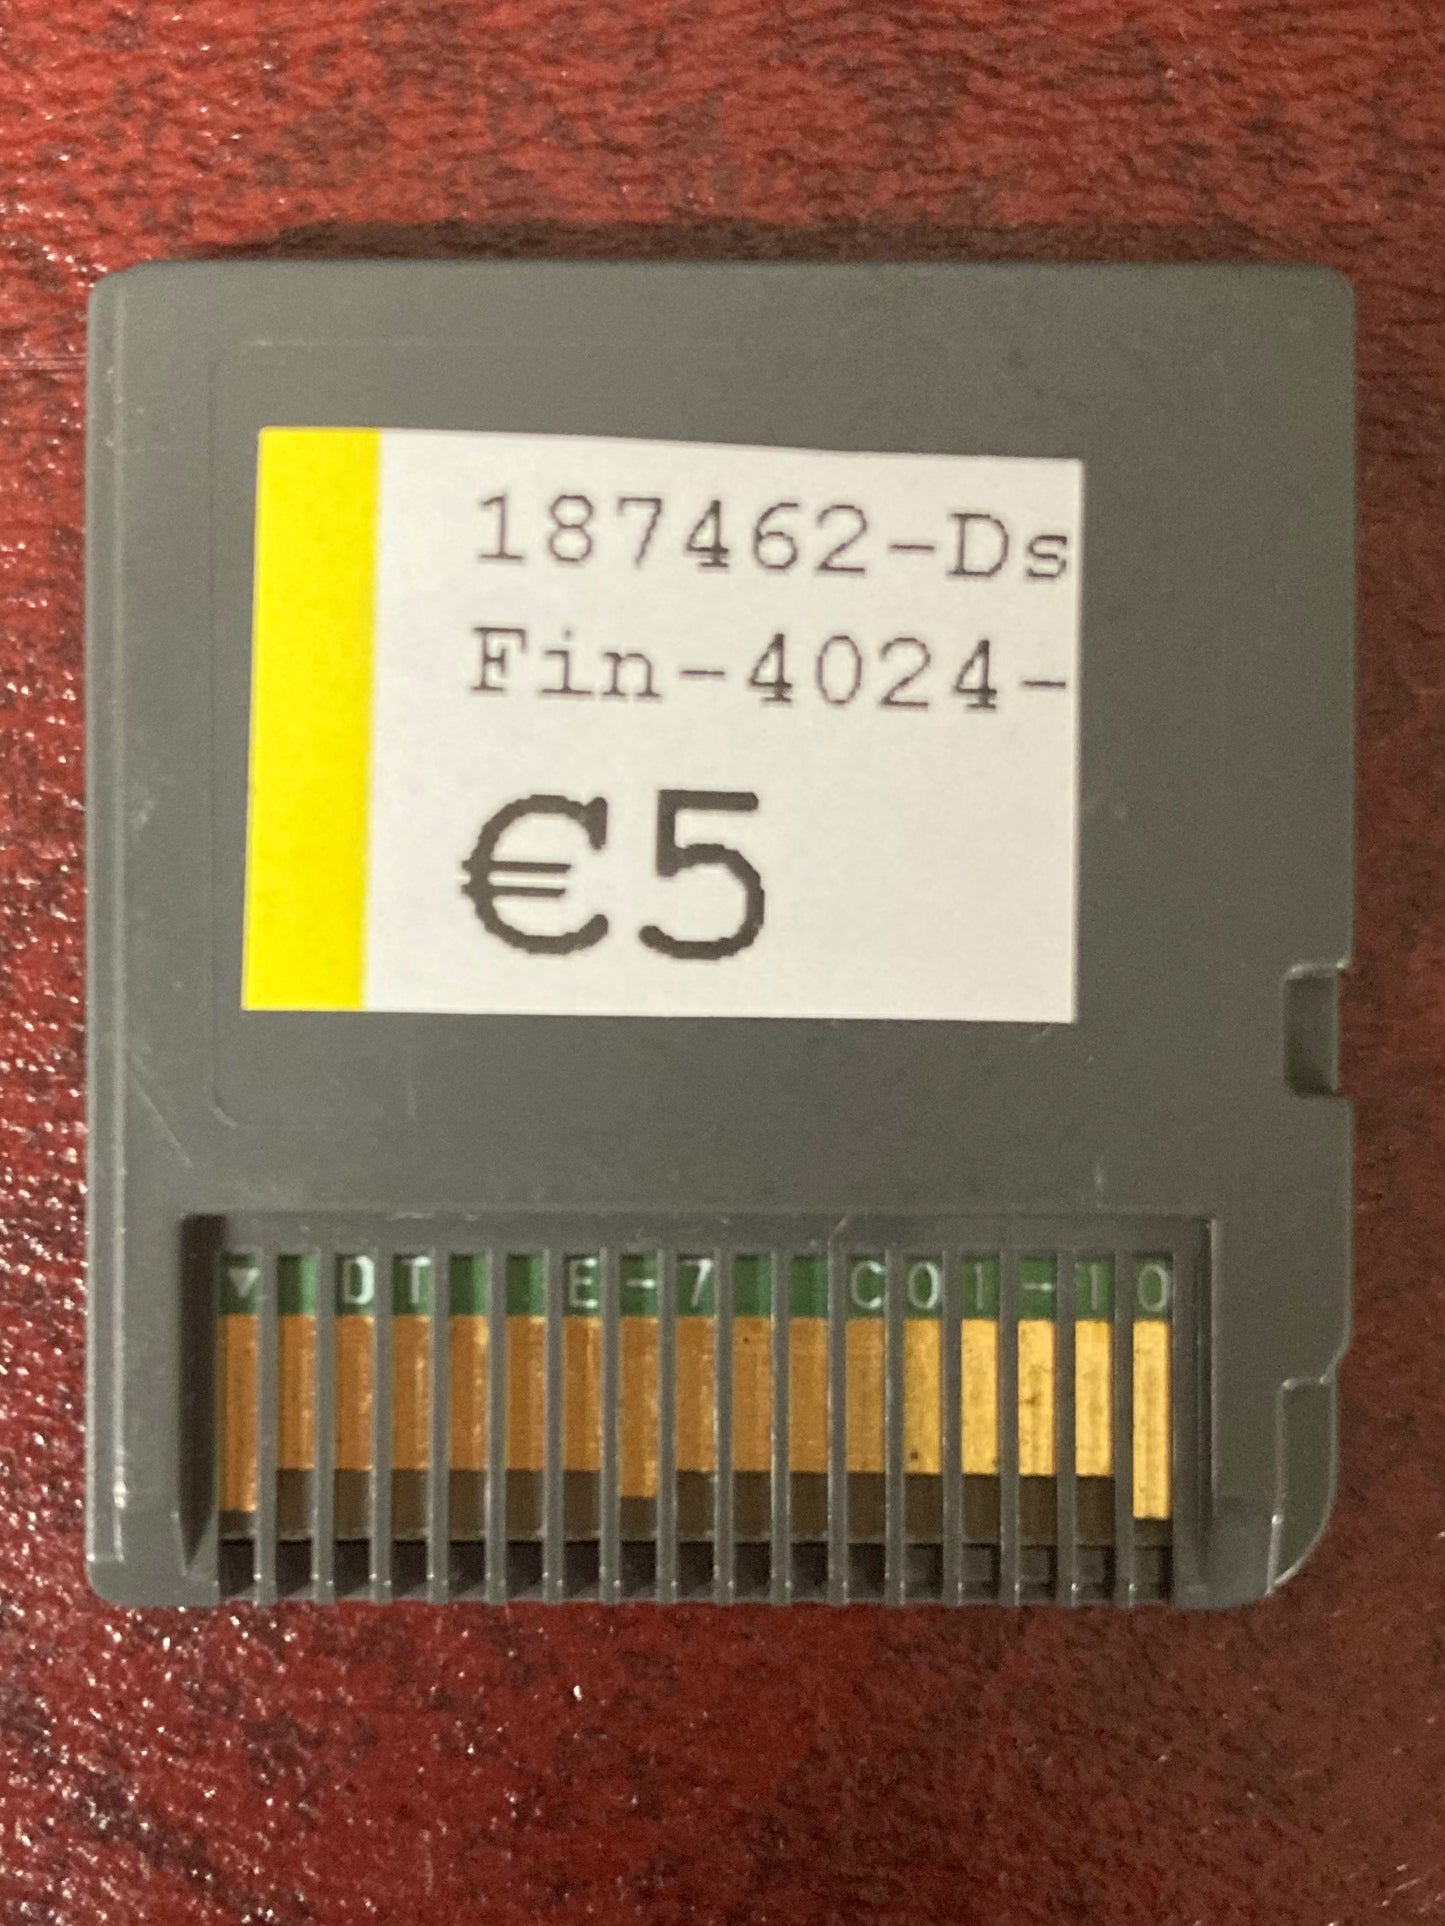 187462-Ds
Fin-4024-
€5
▼ DT E-7 C01-10